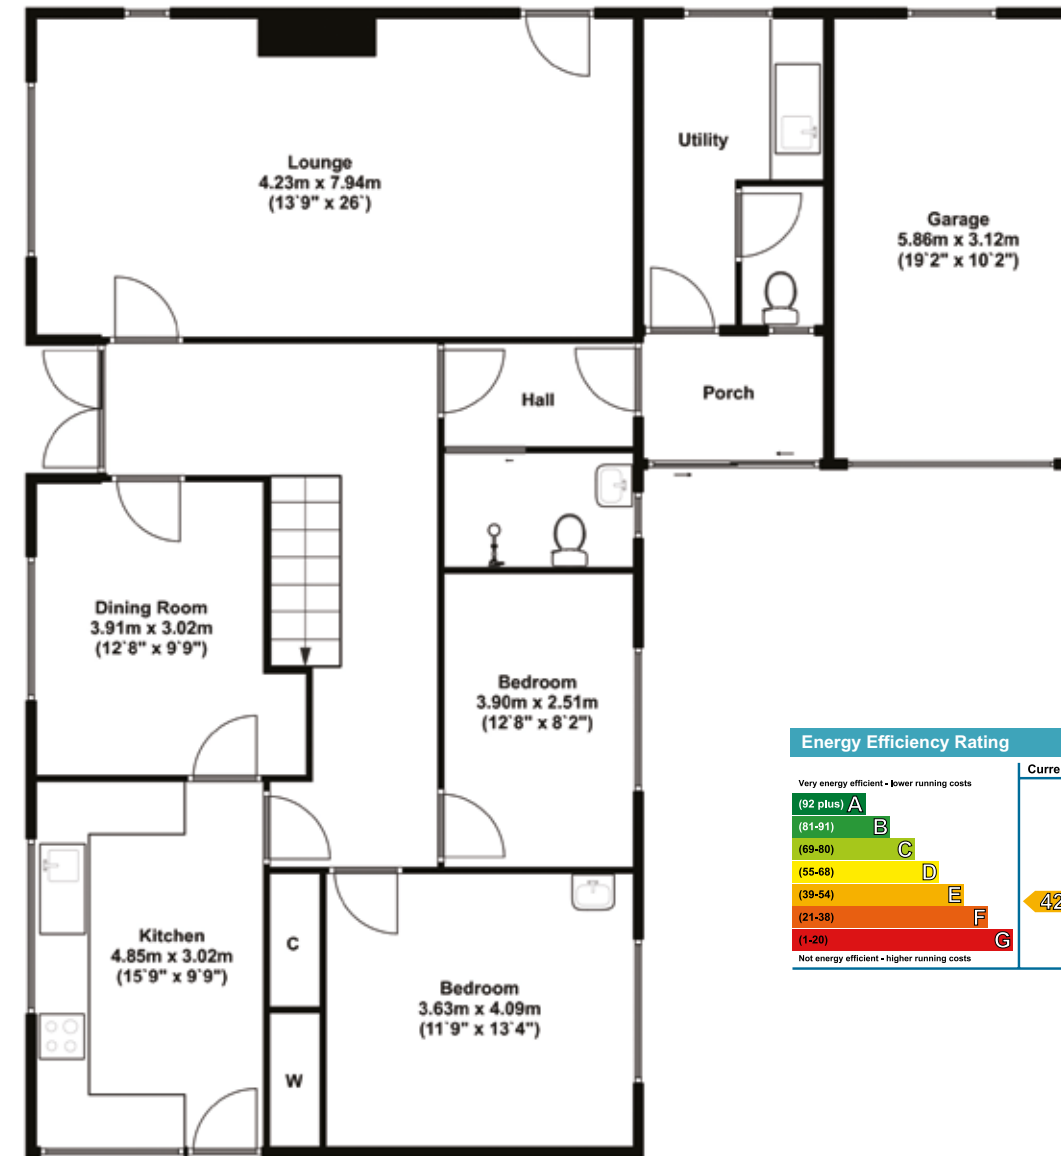 Lounge
4.23m x 7.94m
(13`9" x 26`)
Utility
Garage
5.86m x 3.12m
(19`2" x 10`2")
Hall
Porch
Dining Room
3.91m x 3.02m
(12`8" x 9`9")
Bedroom
3.90m x 2.51m
(12`8" x 8`2")
Kitchen
4.85m x 3.02m
(15`9" x 9`9")
C
W
Bedroom
3.63m x 4.09m
(11`9" x 13`4")
Energy Efficiency Rating
Curre
Very energy efficient - lower running costs
(92 plus) A
(81-91) B
(69-80) C
(55-68) D
(39-54) E
42
(21-38) F
(1-20) G
Not energy efficient - higher running costs